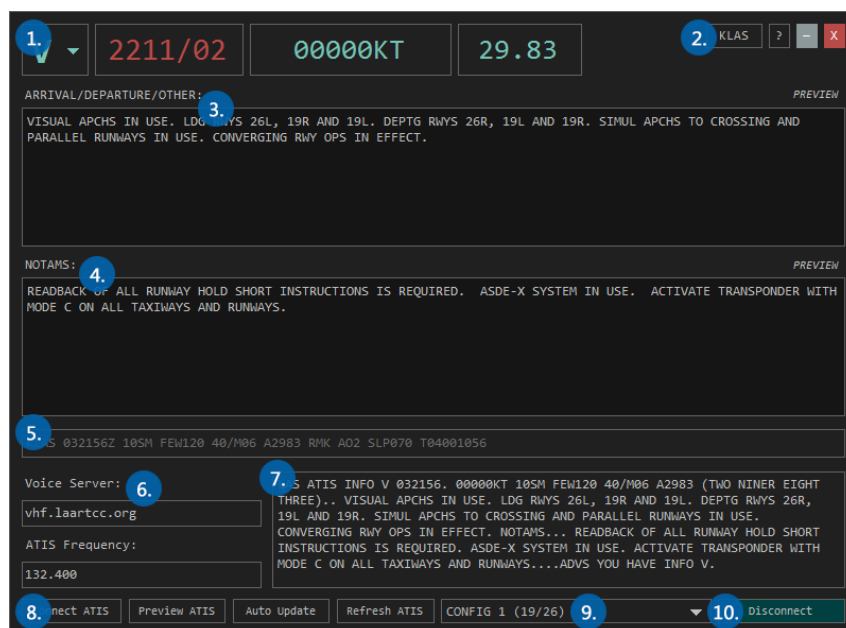 1.
V
2211/02
00000KT
29.83
2.
KLAS
?
–
X
ARRIVAL/DEPARTURE/OTHER:
PREVIEW
3.
VISUAL APCHS IN USE. LDG RWYS 26L, 19R AND 19L. DEPTG RWYS 26R, 19L AND 19R. SIMUL APCHS TO CROSSING AND
PARALLEL RUNWAYS IN USE. CONVERGING RWY OPS IN EFFECT.
NOTAMS:
PREVIEW
4.
READBACK OF ALL RUNWAY HOLD SHORT INSTRUCTIONS IS REQUIRED. ASDE-X SYSTEM IN USE. ACTIVATE TRANSPONDER WITH
MODE C ON ALL TAXIWAYS AND RUNWAYS.
5.
032156Z 10SM FEW120 40/M06 A2983 RMK AO2 SLP070 T04001056
Voice Server:
6.
vhf.laartcc.org
ATIS Frequency:
132.400
7.
ATIS INFO V 032156. 00000KT 10SM FEW120 40/M06 A2983 (TWO NINER EIGHT
THREE).. VISUAL APCHS IN USE. LDG RWYS 26L, 19R AND 19L. DEPTG RWYS 26R,
19L AND 19R. SIMUL APCHS TO CROSSING AND PARALLEL RUNWAYS IN USE.
CONVERGING RWY OPS IN EFFECT. NOTAMS... READBACK OF ALL RUNWAY HOLD SHORT
INSTRUCTIONS IS REQUIRED. ASDE-X SYSTEM IN USE. ACTIVATE TRANSPONDER WITH
MODE C ON ALL TAXIWAYS AND RUNWAYS....ADVS YOU HAVE INFO V.
8.
ATIS
Preview ATIS
Auto Update
Refresh ATIS
CONFIG 1 (19/26)
9.
10.
Disconnect